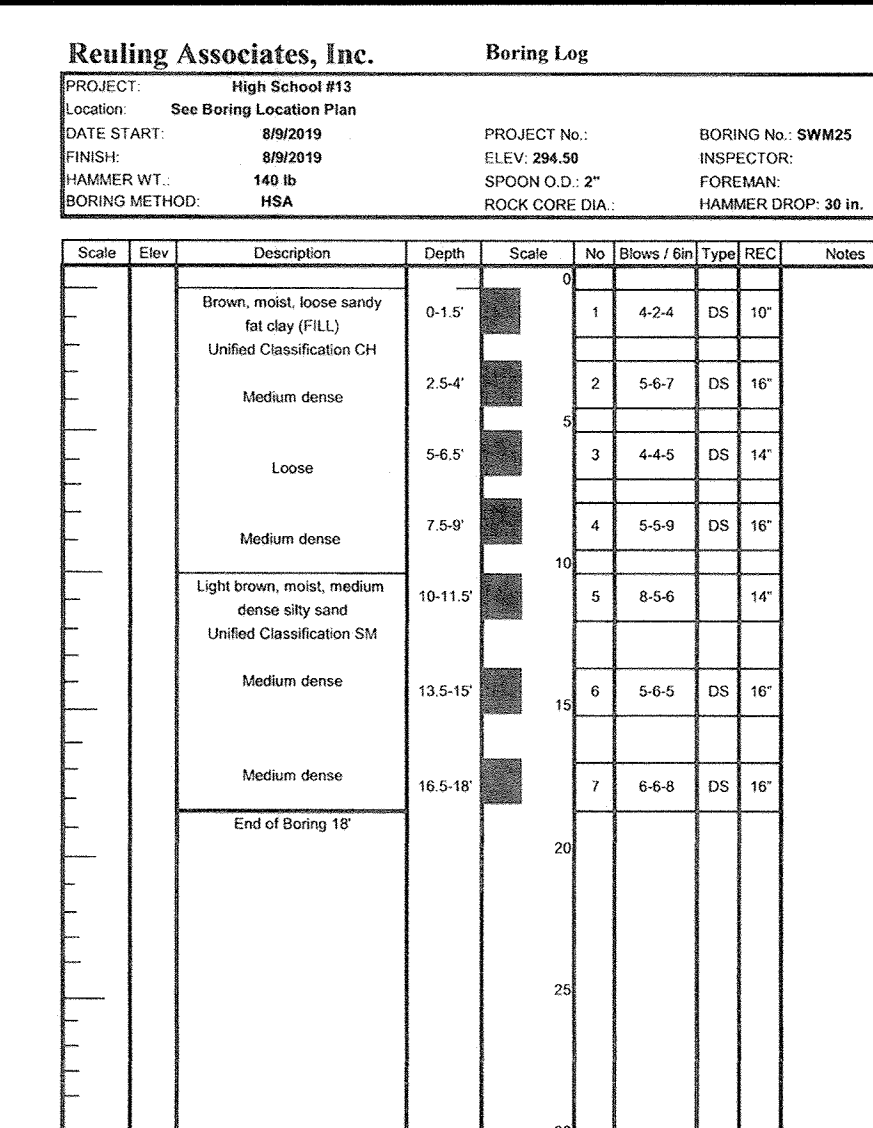 Reuling Associates, Inc. Boring Log
PROJECT: High School #13
Location: See Boring Location Plan
DATE START: 8/9/2019 PROJECT No.: BORING No.: SWM25
FINISH: 8/9/2019 ELEV: 294.50 INSPECTOR:
HAMMER WT.: 140 lb SPOON O.D.: 2" FOREMAN:
BORING METHOD: HSA ROCK CORE DIA.: HAMMER DROP: 30 in.
Scale Elev Description Depth Scale No Blows / 6in Type REC Notes
0
Brown, moist, loose sandy
fat clay (FILL) 0-1.5' 1 4-2-4 DS 10"
Unified Classification CH
Medium dense 2.5-4' 2 5-6-7 DS 16"
5
Loose 5-6.5' 3 4-4-5 DS 14"
Medium dense 7.5-9' 4 5-5-9 DS 16"
10
Light brown, moist, medium
dense silty sand 10-11.5' 5 8-5-6 14"
Unified Classification SM
Medium dense 13.5-15' 6 5-6-5 DS 16"
15
Medium dense 16.5-18' 7 6-6-8 DS 16"
End of Boring 18'
20
25